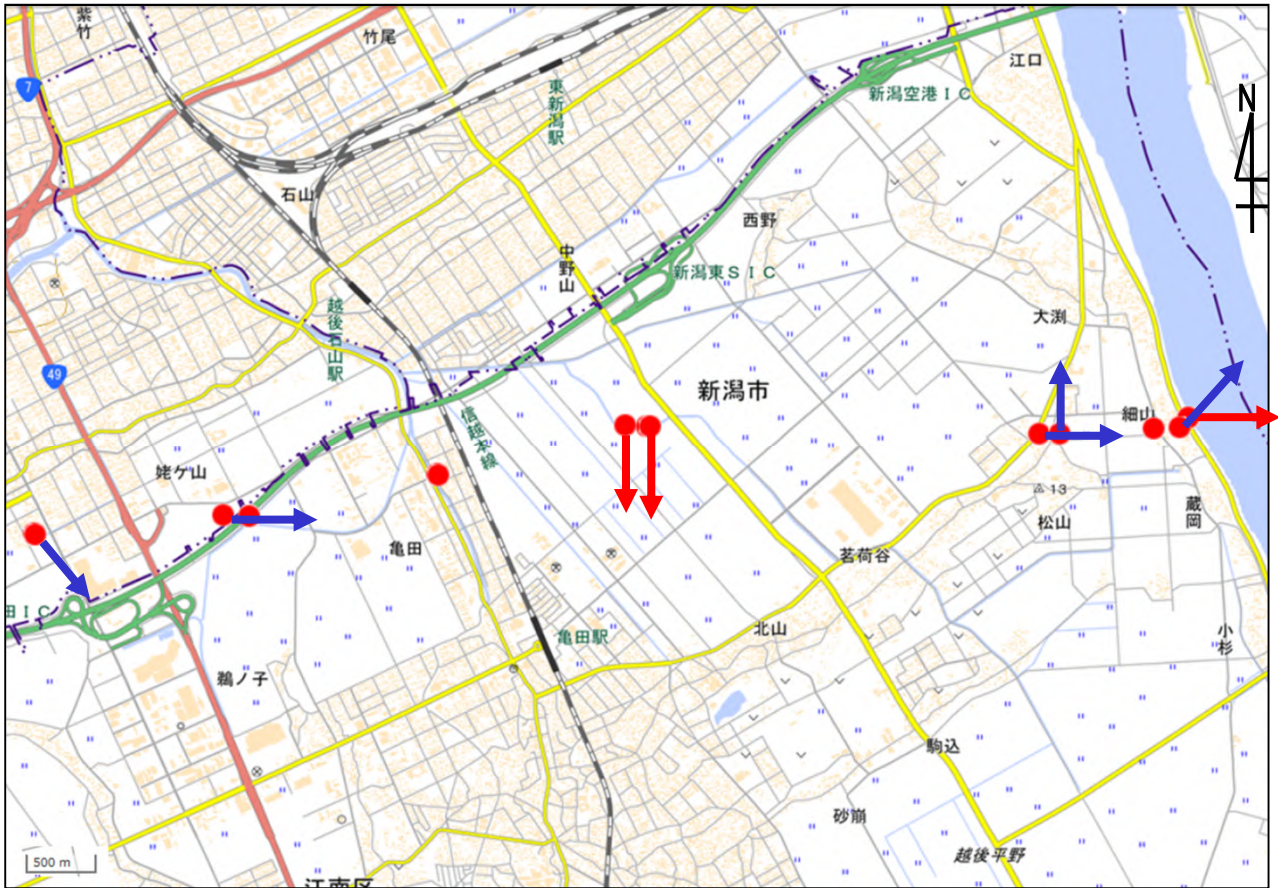 紫竹
竹尾
江口
7
新潟空港IC
N
東新潟駅
石山
西野
中野山
新潟東SIC
越後石山駅
大渕
49
新潟市
信越本線
細山
姥ケ山
13
蔵岡
松山
亀田
茗荷谷
田IC
亀田駅
北山
小杉
鵜ノ子
駒込
砂崩
越後平野
500 m
江南区